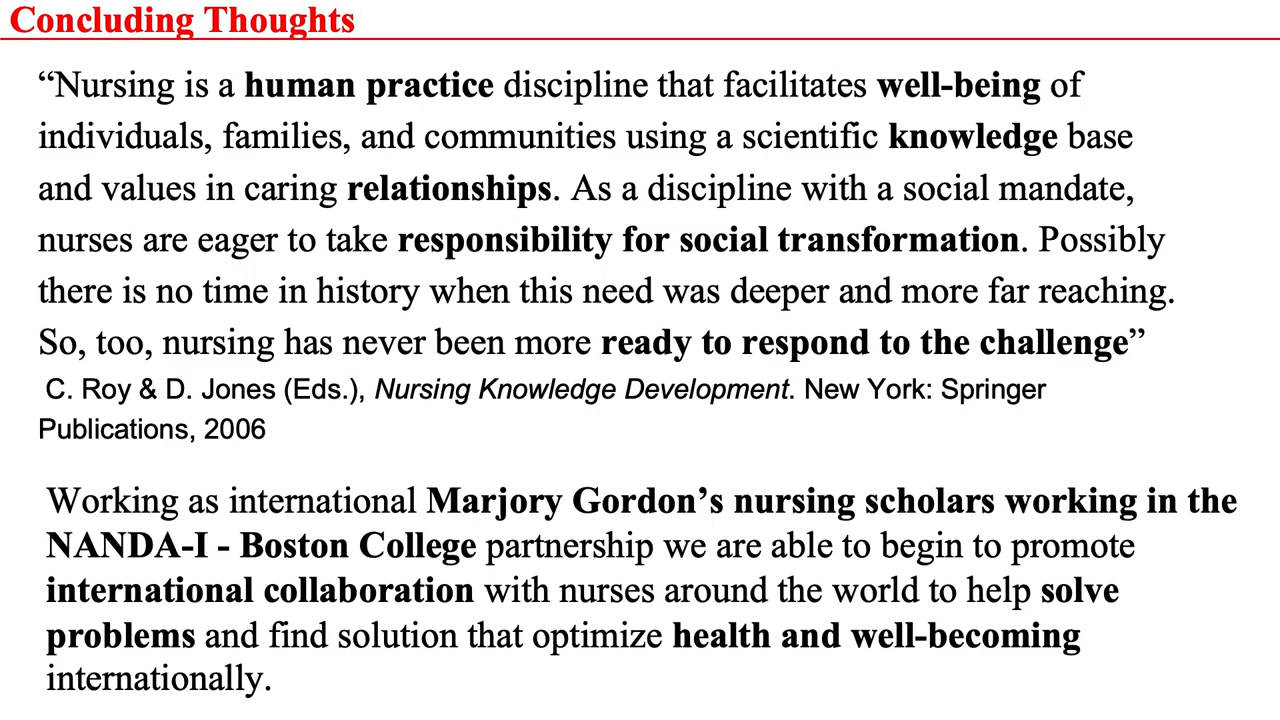 Concluding Thoughts
“Nursing is a human practice discipline that facilitates well-being of
individuals, families, and communities using a scientific knowledge base
and values in caring relationships. As a discipline with a social mandate,
nurses are eager to take responsibility for social transformation. Possibly
there is no time in history when this need was deeper and more far reaching.
So, too, nursing has never been more ready to respond to the challenge”
C. Roy & D. Jones (Eds.), Nursing Knowledge Development. New York: Springer
Publications, 2006
Working as international Marjory Gordon’s nursing scholars working in the
NANDA-I - Boston College partnership we are able to begin to promote
international collaboration with nurses around the world to help solve
problems and find solution that optimize health and well-becoming
internationally.